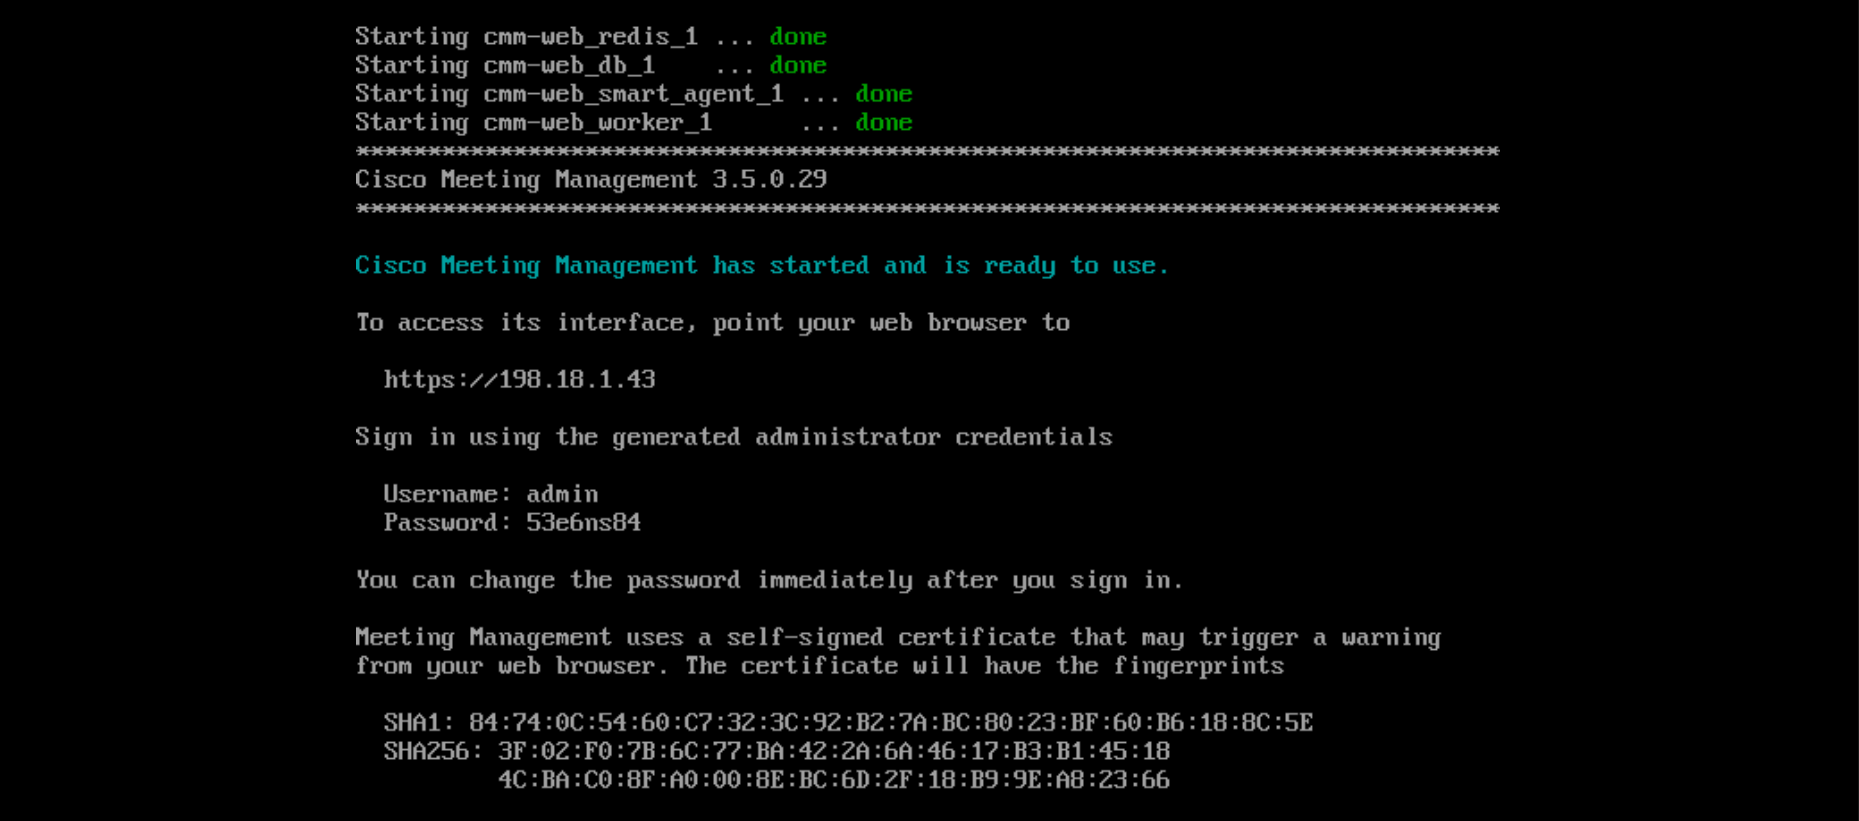 Starting cmm-web_redis_1 ... done
Starting cmm-web_db_1    ... done
Starting cmm-web_smart_agent_1 ... done
Starting cmm-web_worker_1      ... done
********************************************************************************
Cisco Meeting Management 3.5.0.29
********************************************************************************
Cisco Meeting Management has started and is ready to use.
To access its interface, point your web browser to
https://198.18.1.43
Sign in using the generated administrator credentials
Username: admin
Password: 53e6ns84
You can change the password immediately after you sign in.
Meeting Management uses a self-signed certificate that may trigger a warning
from your web browser. The certificate will have the fingerprints
SHA1: 84:74:0C:54:60:C7:32:3C:92:B2:7A:BC:80:23:BF:60:B6:18:8C:5E
SHA256: 3F:02:F0:7B:6C:77:BA:42:2A:6A:46:17:B3:B1:45:18
4C:BA:C0:8F:A0:00:8E:BC:6D:2F:18:B9:9E:A8:23:66